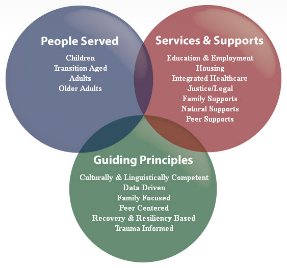 People Served
Children
Transition Aged
Adults
Older Adults
Services & Supports
Education & Employment
Housing
Integrated Healthcare
Justice/Legal
Family Supports
Natural Supports
Peer Supports
Guiding Principles
Culturally & Linguistically Competent
Data Driven
Family Focused
Peer Centered
Recovery & Resiliency Based
Trauma Informed